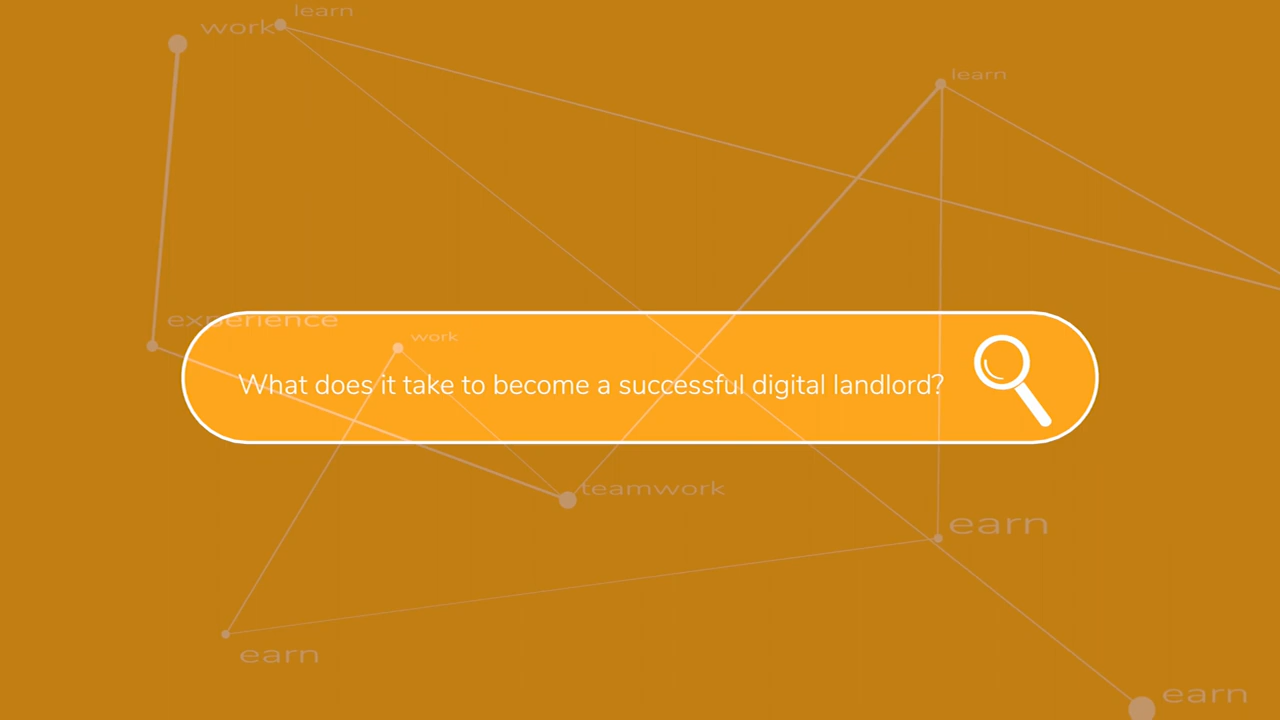 learn
work
learn
experience
work
What does it take to become a successful digital landlord?
teamwork
earn
earn
earn